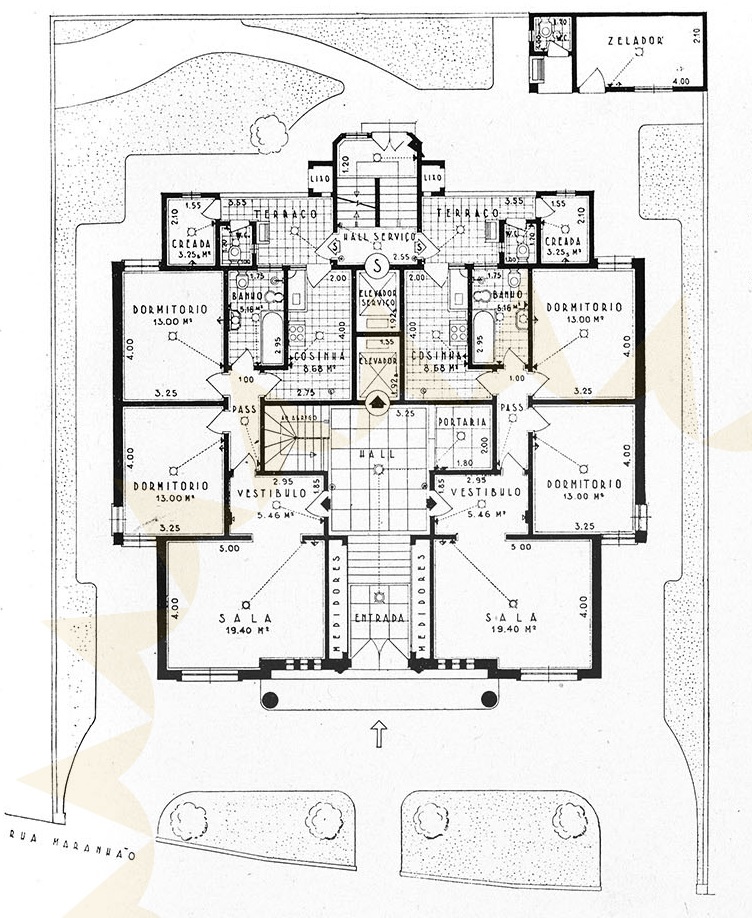 1.70
W.C.
ZELADOR
2.10
4.00
1.20
LIXO
LIXO
1.55
3.55
3.55
1.55
2.10
TERRAÇO
TERRAÇO
2.10
W.C.
HALL SERVIÇO
W.C.
CREADA
3.25 M²
S
S
2.55
CREADA
3.25 M²
S
1.75
2.00
2.00
1.75
DORMITORIO
13.00 M²
BANHO
5.16 M²
ELEVADOR
SERVIÇO
1.92
BANHO
5.16 M²
DORMITORIO
13.00 M²
4.00
2.95
4.00
1.55
4.00
2.95
4.00
COSINHA
8.68 M²
ELEVADOR
1.92
COSINHA
8.68 M²
3.25
1.00
2.75
1.00
3.25
PASS
AO ABRIGO
3.25
PORTARIA
PASS
4.00
HALL
2.00
4.00
1.80
DORMITORIO
13.00 M²
2.95
1.85
1.85
2.95
DORMITORIO
13.00 M²
VESTIBULO
5.46 M²
VESTIBULO
5.46 M²
3.25
3.25
5.00
5.00
4.00
SALA
19.40 M²
MEDIDORES
ENTRADA
MEDIDORES
SALA
19.40 M²
4.00
RUA MARANHÃO